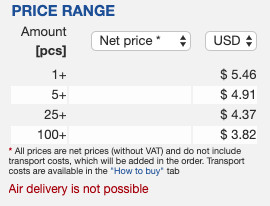 PRICE RANGE
Amount
[pcs] Net price * USD
1+ $ 5.46
5+ $ 4.91
25+ $ 4.37
100+ $ 3.82
* All prices are net prices (without VAT) and do not include
transport costs, which will be added in the order. Transport
costs are available in the "How to buy" tab
Air delivery is not possible